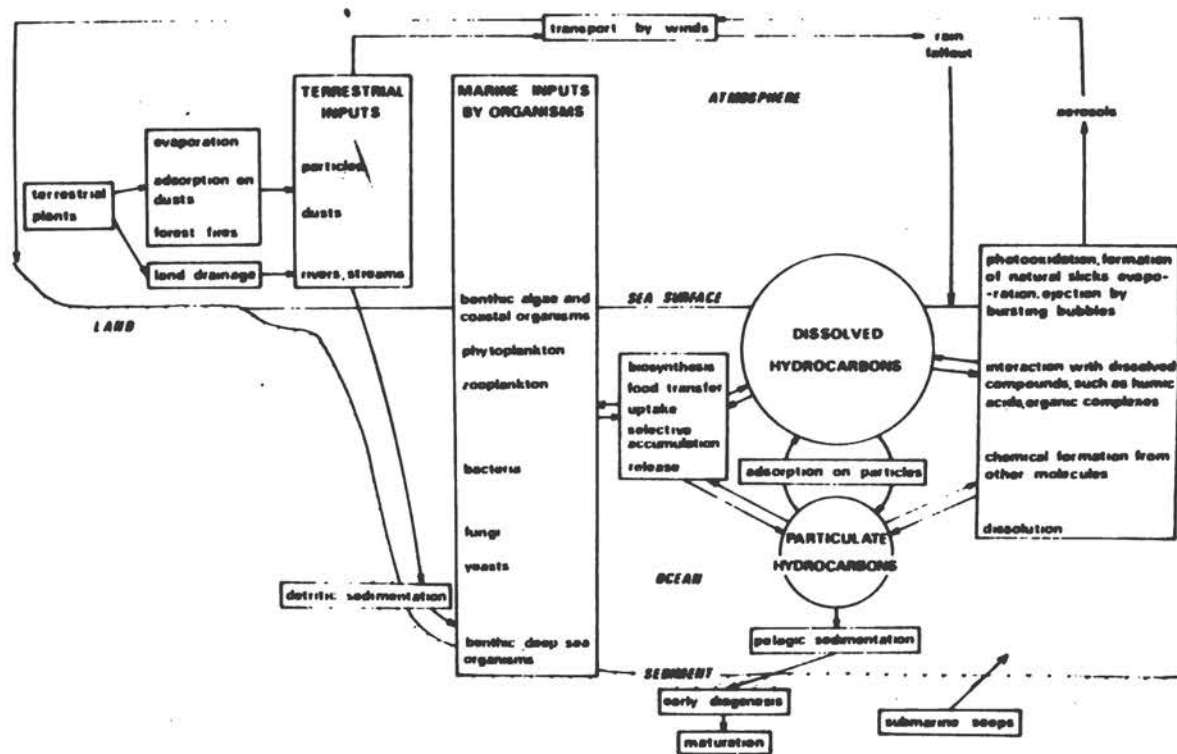 transport by winds
rain
fallout
TERRESTRIAL
INPUTS
particles
dusts
rivers, streams
MARINE INPUTS
BY ORGANISMS
ATMOSPHERE
aerosols
evaporation
adsorption on
dusts
forest fires
terrestrial
plants
land drainage
LAND
benthic algae and
coastal organisms
phytoplankton
zooplankton
bacteria
fungi
yeasts
benthic deep sea
organisms
SEA SURFACE
DISSOLVED
HYDROCARBONS
photooxidation, formation
of natural slicks evapo-
-ration, ejection by
bursting bubbles
interaction with dissolved
compounds, such as humic
acids, organic complexes
chemical formation from
other molecules
dissolution
biosynthesis
food transfer
uptake
selective
accumulation
release
adsorption on particles
PARTICULATE
HYDROCARBONS
OCEAN
detritic sedimentation
pelagic sedimentation
SEDIMENT
early diagenesis
maturation
submarine seeps